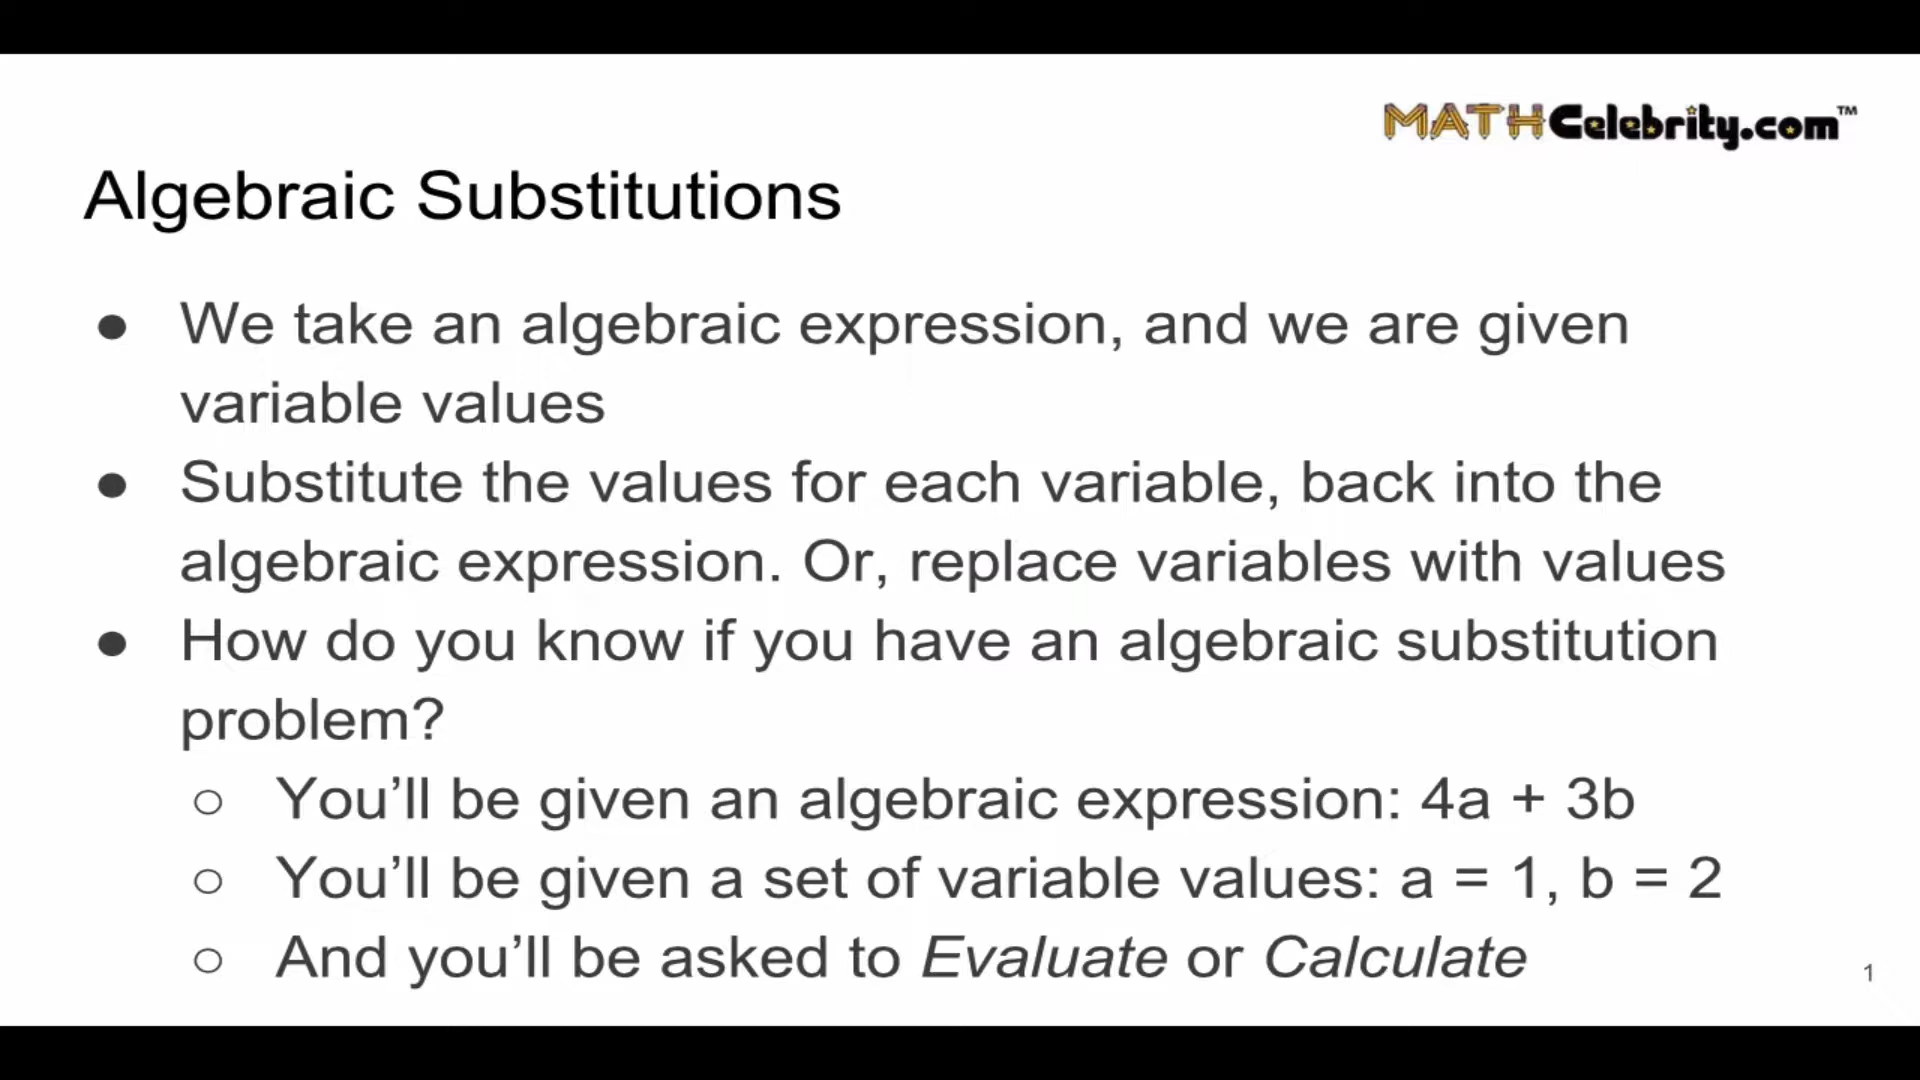 MATHCelebrity.com™
Algebraic Substitutions
● We take an algebraic expression, and we are given
variable values
● Substitute the values for each variable, back into the
algebraic expression. Or, replace variables with values
● How do you know if you have an algebraic substitution
problem?
○ You’ll be given an algebraic expression: 4a + 3b
○ You’ll be given a set of variable values: a = 1, b = 2
○ And you’ll be asked to Evaluate or Calculate
1